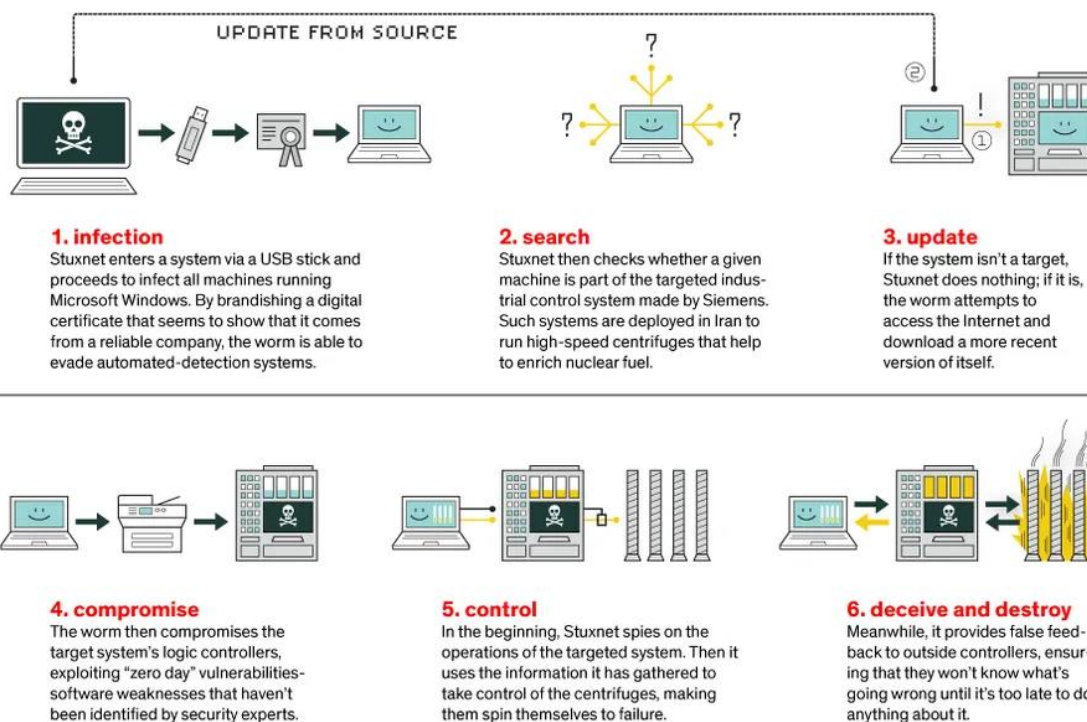 UPDATE FROM SOURCE
?
?
?
②
!
①
1. infection
Stuxnet enters a system via a USB stick and
proceeds to infect all machines running
Microsoft Windows. By brandishing a digital
certificate that seems to show that it comes
from a reliable company, the worm is able to
evade automated-detection systems.
2. search
Stuxnet then checks whether a given
machine is part of the targeted indus-
trial control system made by Siemens.
Such systems are deployed in Iran to
run high-speed centrifuges that help
to enrich nuclear fuel.
3. update
If the system isn't a target,
Stuxnet does nothing; if it is,
the worm attempts to
access the Internet and
download a more recent
version of itself.
4. compromise
The worm then compromises the
target system's logic controllers,
exploiting "zero day" vulnerabilities-
software weaknesses that haven't
been identified by security experts.
5. control
In the beginning, Stuxnet spies on the
operations of the targeted system. Then it
uses the information it has gathered to
take control of the centrifuges, making
them spin themselves to failure.
6. deceive and destroy
Meanwhile, it provides false feed-
back to outside controllers, ensur-
ing that they won't know what's
going wrong until it's too late to do
anything about it.